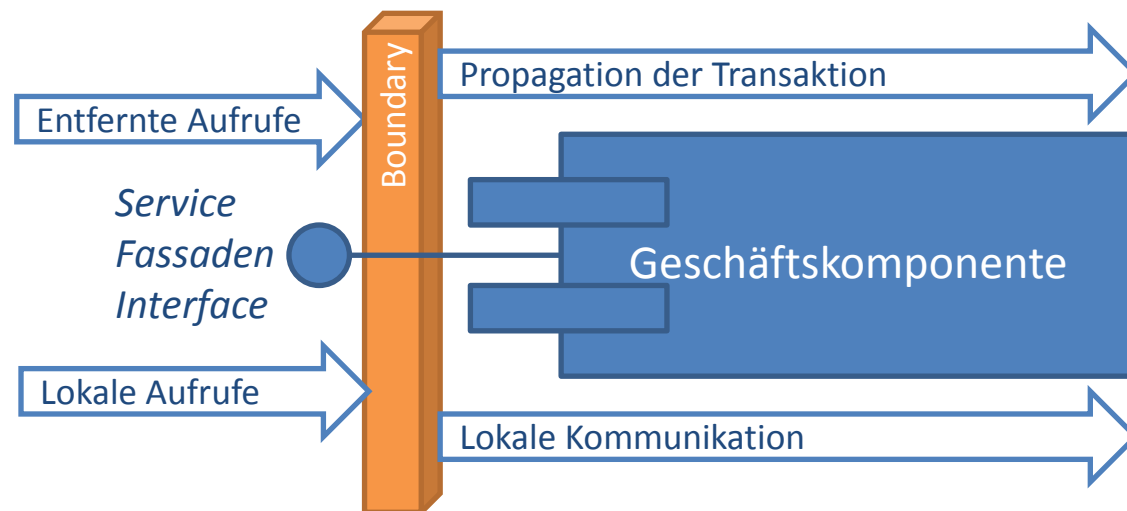 Propagation der Transaktion
Entfernte Aufrufe
Boundary
Service
Fassaden
Interface
Geschäftskomponente
Lokale Aufrufe
Lokale Kommunikation